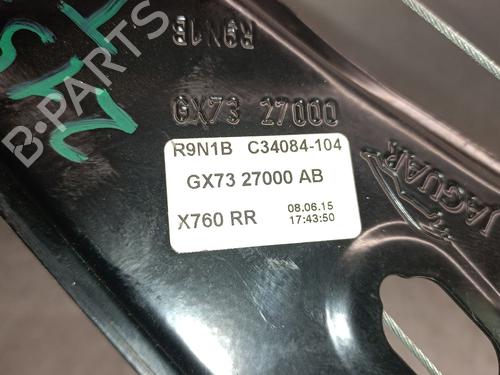 R9N1B
GX73 27000
R9N1B C34084-104
GX73 27000 AB
X760 RR 08.06.15
17:43:50
JAGUAR
B-PARTS